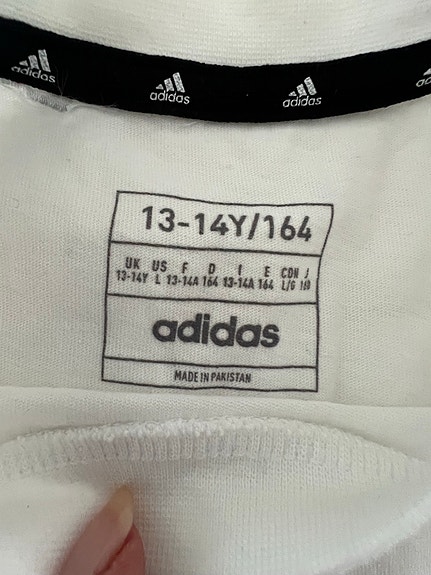 adidas adidas adidas
13-14Y/164
UK US F D I E CDN J
13-14Y L 13-14A 164 13-14A 164 L/G 160
adidas
MADE IN PAKISTAN